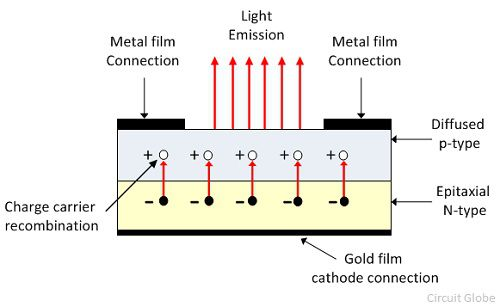 Light
Emission
Metal film
Connection
Metal film
Connection
Diffused
p-type
+ + + + +
Epitaxial
N-type
- - - - -
Charge carrier
recombination
Gold film
cathode connection
Circuit Globe